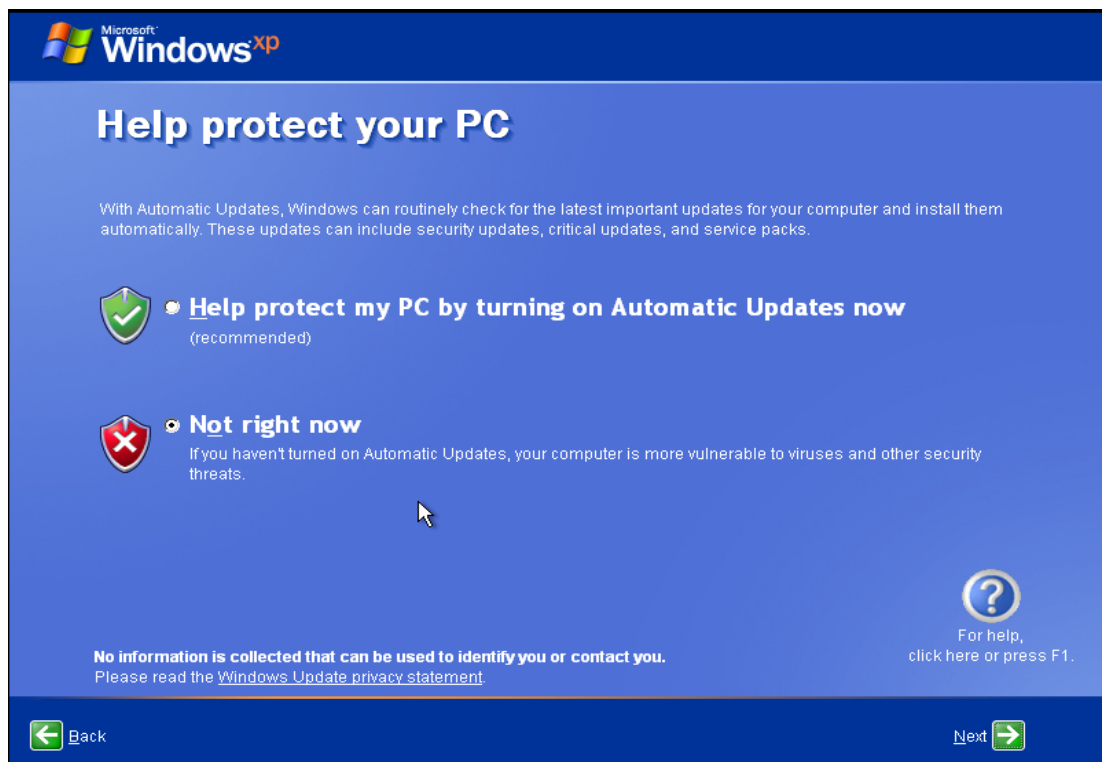 Microsoft
Windows xp
Help protect your PC
With Automatic Updates, Windows can routinely check for the latest important updates for your computer and install them
automatically. These updates can include security updates, critical updates, and service packs.
Help protect my PC by turning on Automatic Updates now
(recommended)
Not right now
If you haven't turned on Automatic Updates, your computer is more vulnerable to viruses and other security
threats.
For help,
click here or press F1.
No information is collected that can be used to identify you or contact you.
Please read the Windows Update privacy statement.
Back
Next